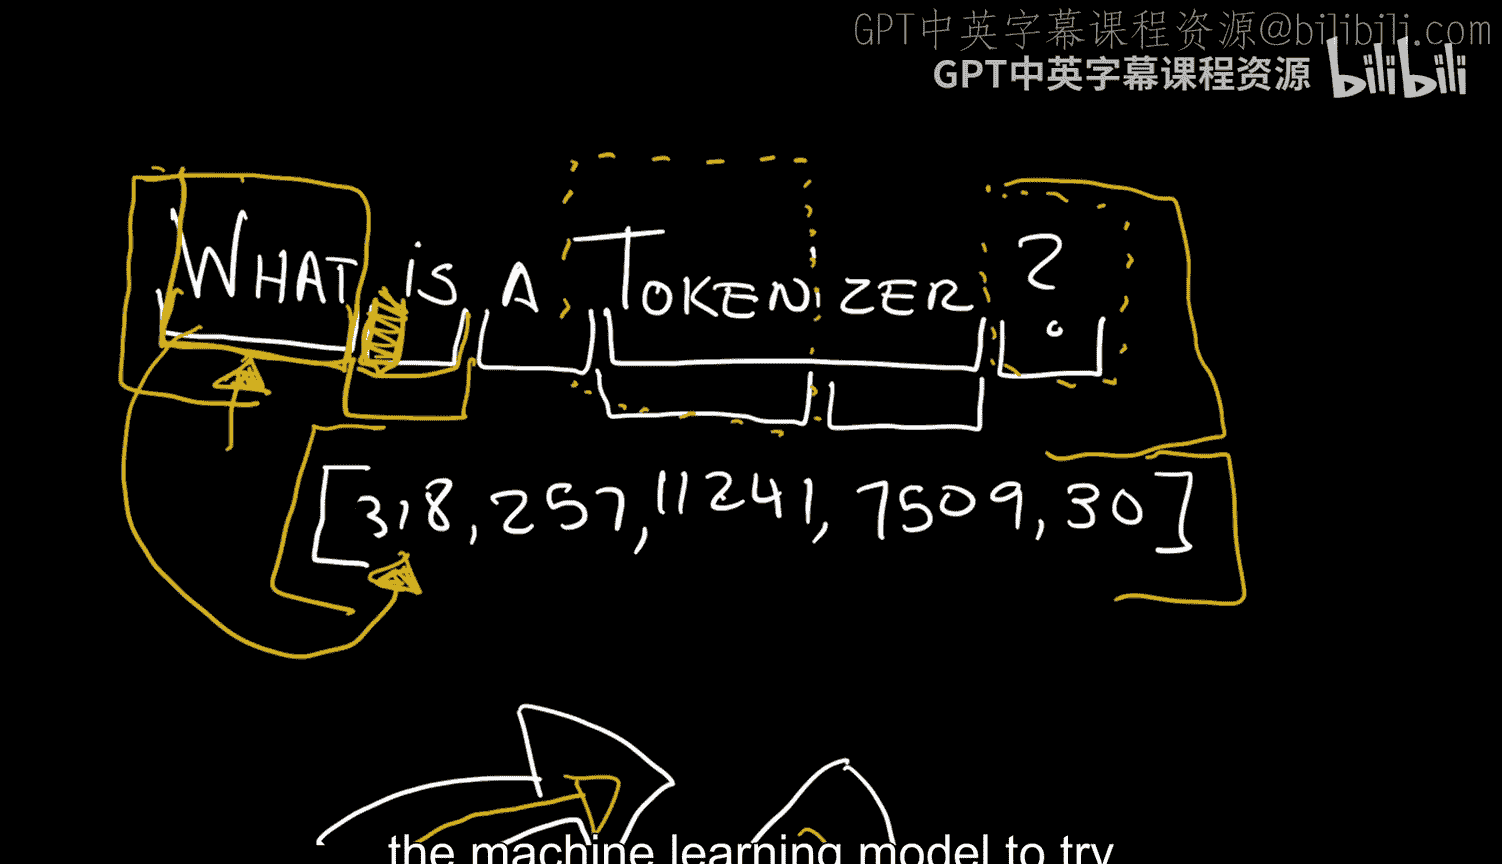 GPT中英字幕课程资源@bilibili.com
GPT中英字幕课程资源 bilibili
WHAT is A TOKENIZER ?
[318, 257, 11241, 7509, 30]
the machine learning model to try